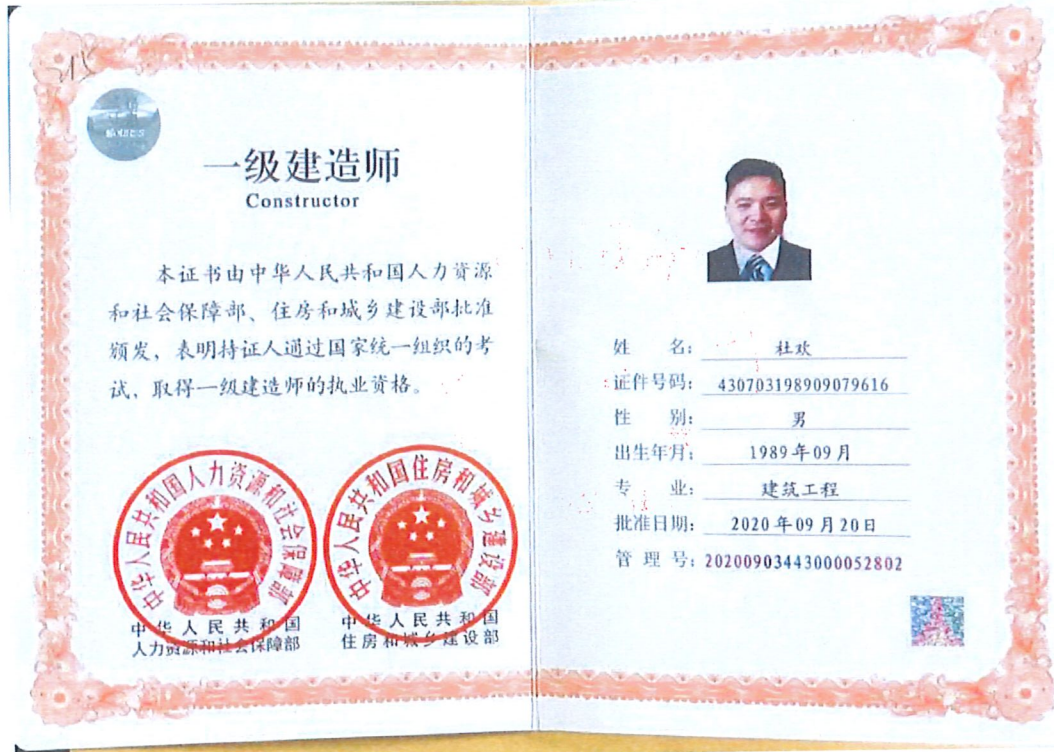 一级建造师
Constructor
本证书由中华人民共和国人力资源
和社会保障部、住房和城乡建设部批准
颁发，表明持证人通过国家统一组织的考
试，取得一级建造师的执业资格。
中华人民共和国人力资源和社会保障部
中华人民共和国住房和城乡建设部
中华人民共和国
人力资源和社会保障部
中华人民共和国
住房和城乡建设部
姓 名：杜欢
证件号码：430703198909079616
性 别：男
出生年月：1989年09月
专 业：建筑工程
批准日期：2020年09月20日
管 理 号：20200903443000052802